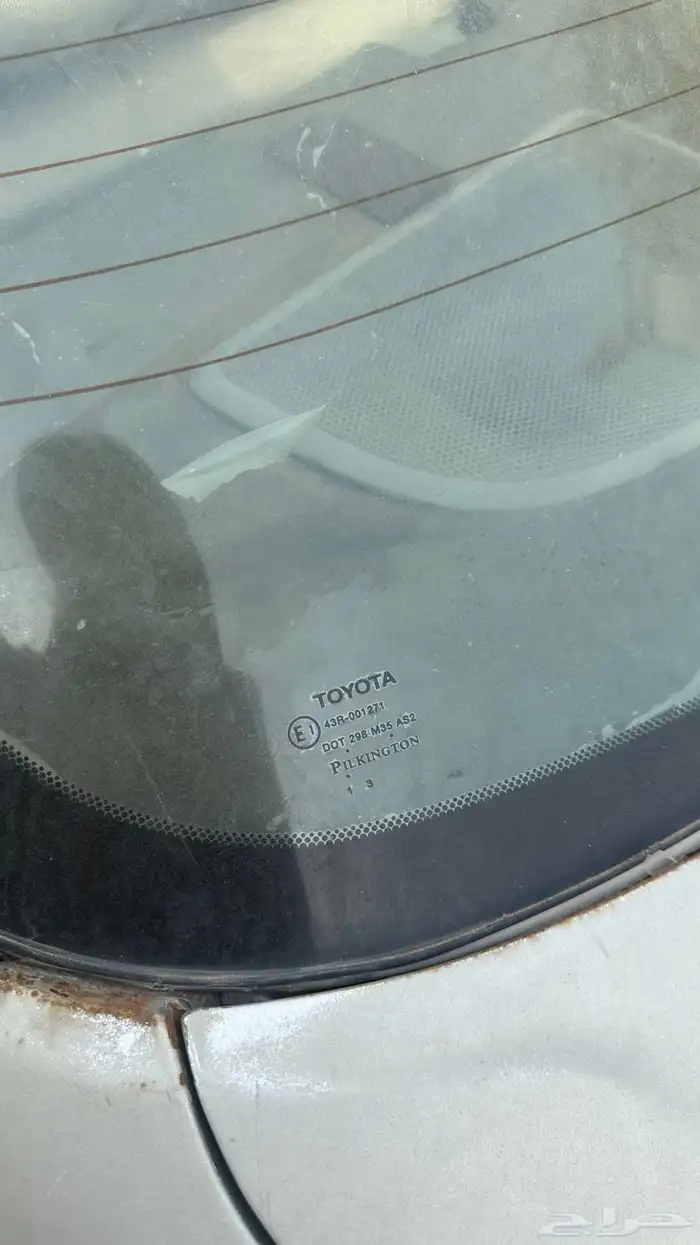 TOYOTA
E1 43R-001271
DOT 298 M35 AS2
PILKINGTON
1 3
حراج